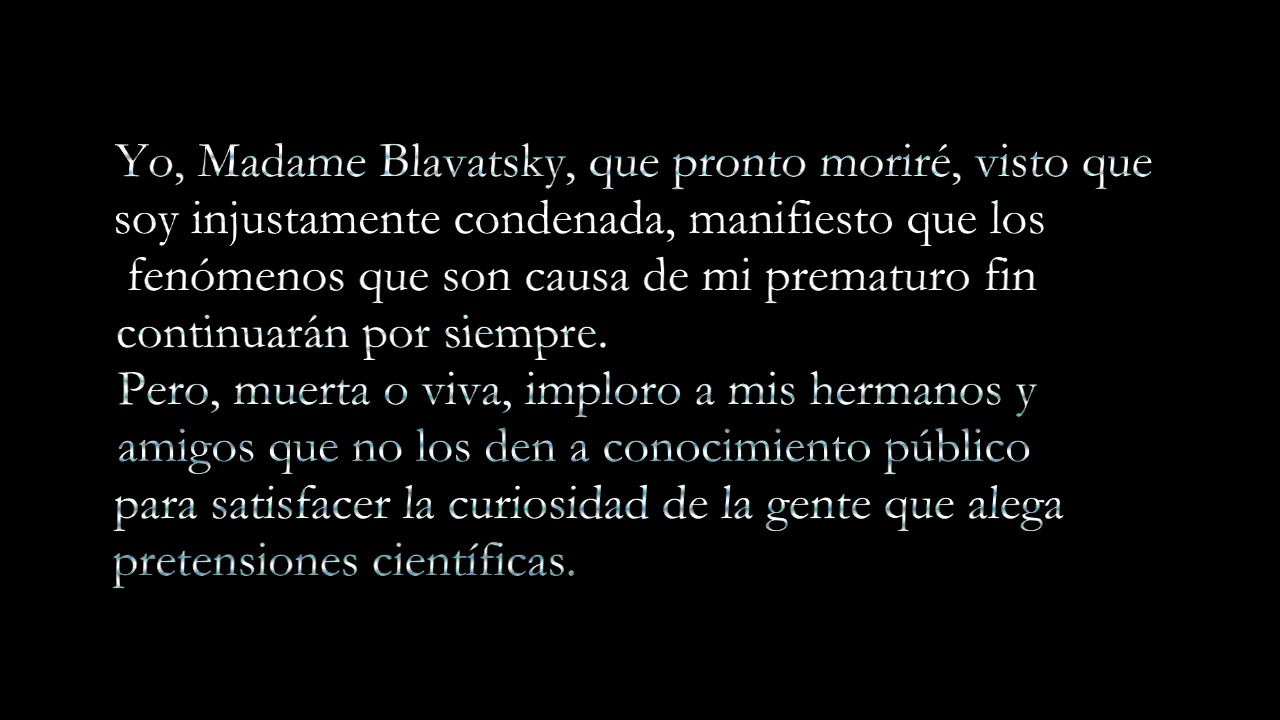 Yo, Madame Blavatsky, que pronto moriré, visto que
soy injustamente condenada, manifiesto que los
fenómenos que son causa de mi prematuro fin
continuarán por siempre.
Pero, muerta o viva, imploro a mis hermanos y
amigos que no los den a conocimiento público
para satisfacer la curiosidad de la gente que alega
pretensiones científicas.